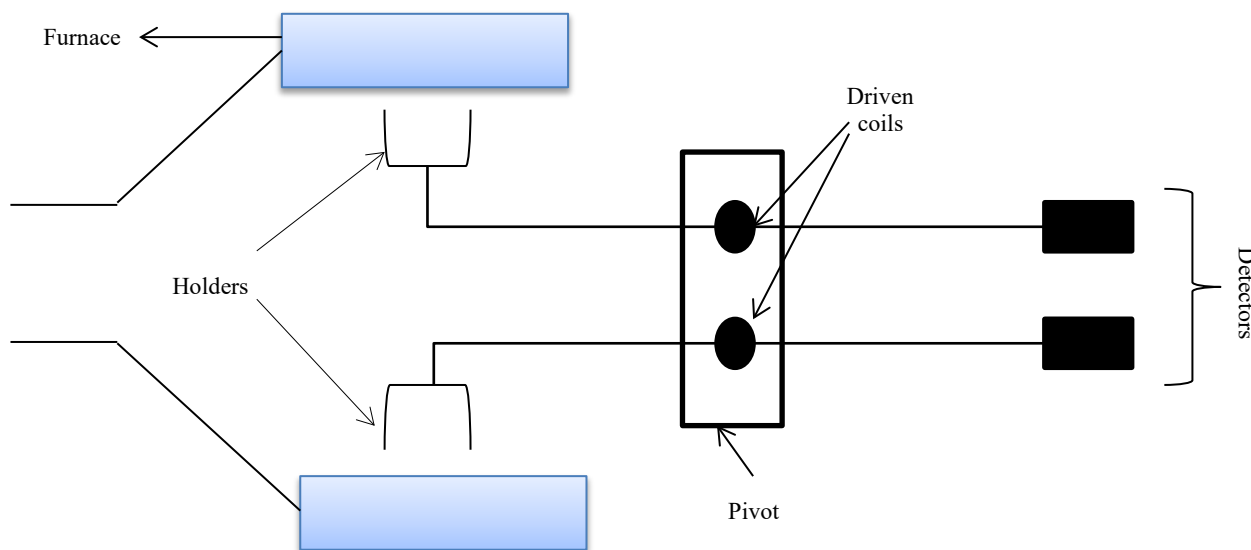 Furnace
Driven
coils
Holders
Detectors
Pivot